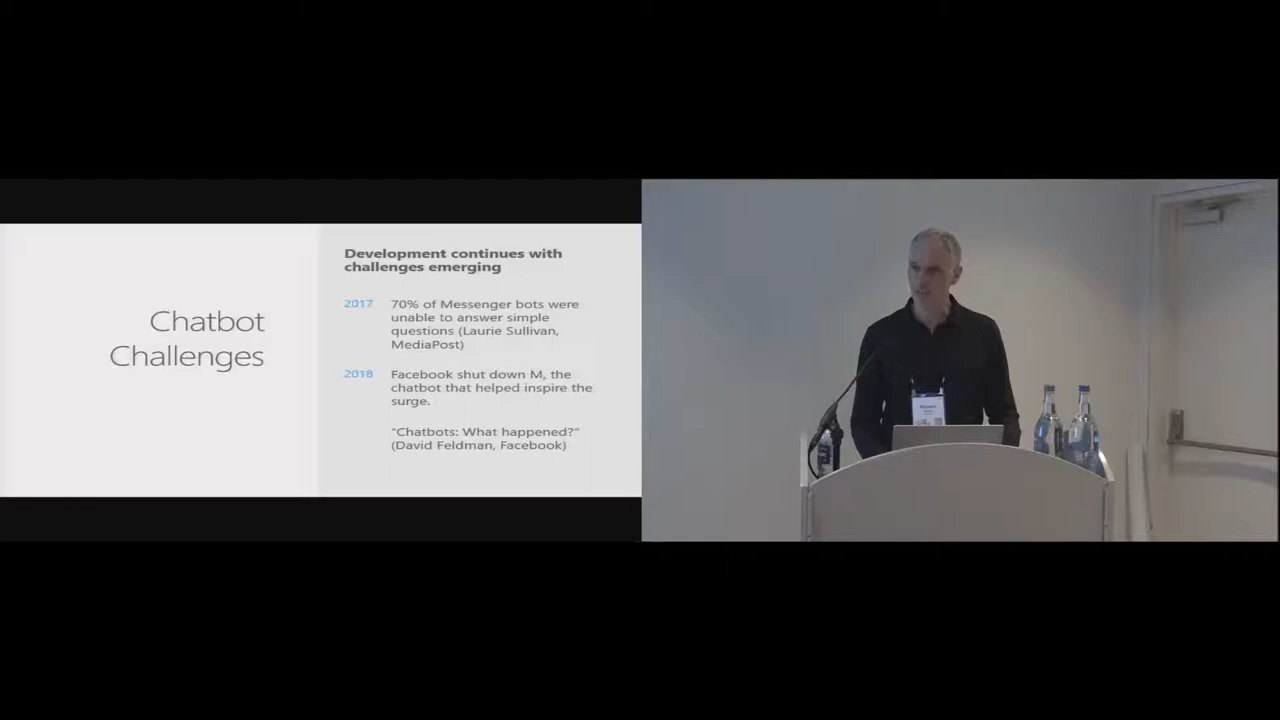 Chatbot
Challenges
Development continues with
challenges emerging
2017 70% of Messenger bots were
unable to answer simple
questions (Laurie Sullivan,
MediaPost)
2018 Facebook shut down M, the
chatbot that helped inspire the
surge.
“Chatbots: What happened?”
(David Feldman, Facebook)